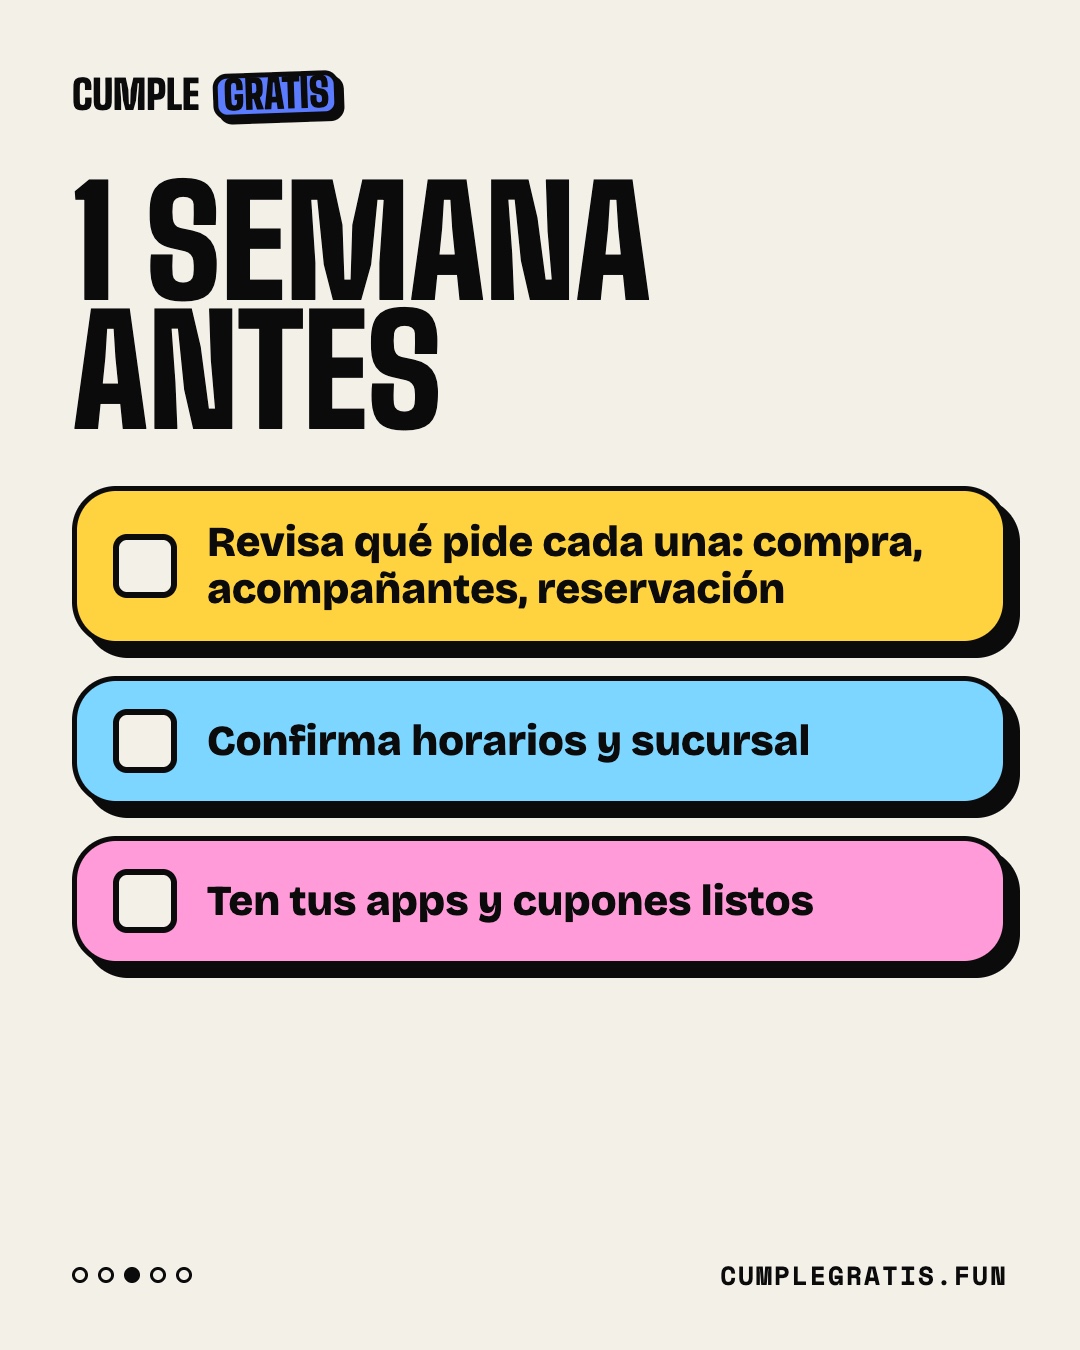 CUMPLE GRATIS
1 SEMANA
ANTES
Revisa qué pide cada una: compra,
acompañantes, reservación
Confirma horarios y sucursal
Ten tus apps y cupones listos
CUMPLEGRATIS.FUN